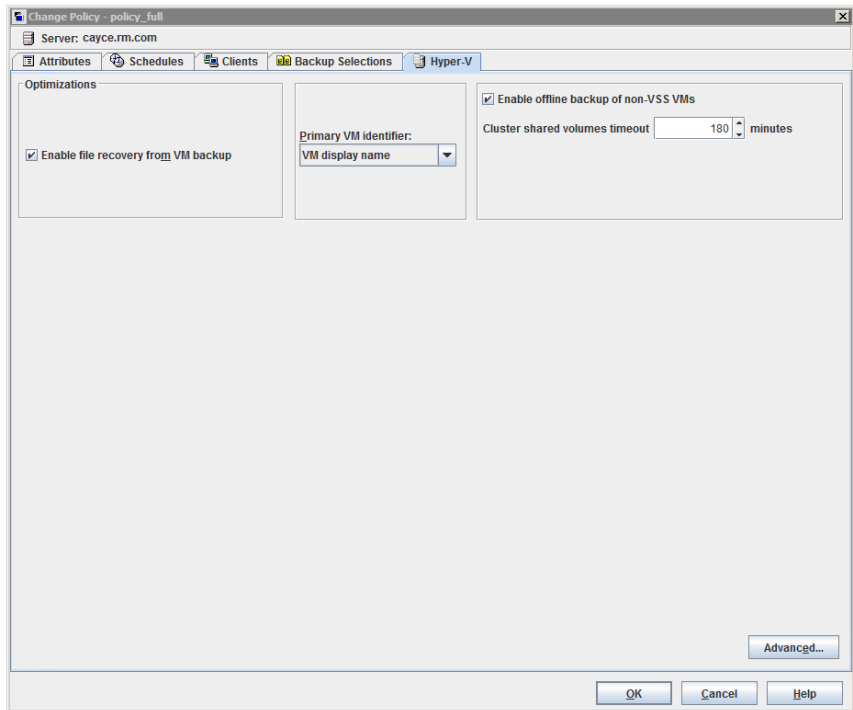 Change Policy - policy_full
Server: cayce.rm.com
Attributes
Schedules
Clients
Backup Selections
Hyper-V
Optimizations
Enable file recovery from VM backup
Primary VM identifier:
VM display name
Enable offline backup of non-VSS VMs
Cluster shared volumes timeout 180 minutes
Advanced...
OK Cancel Help